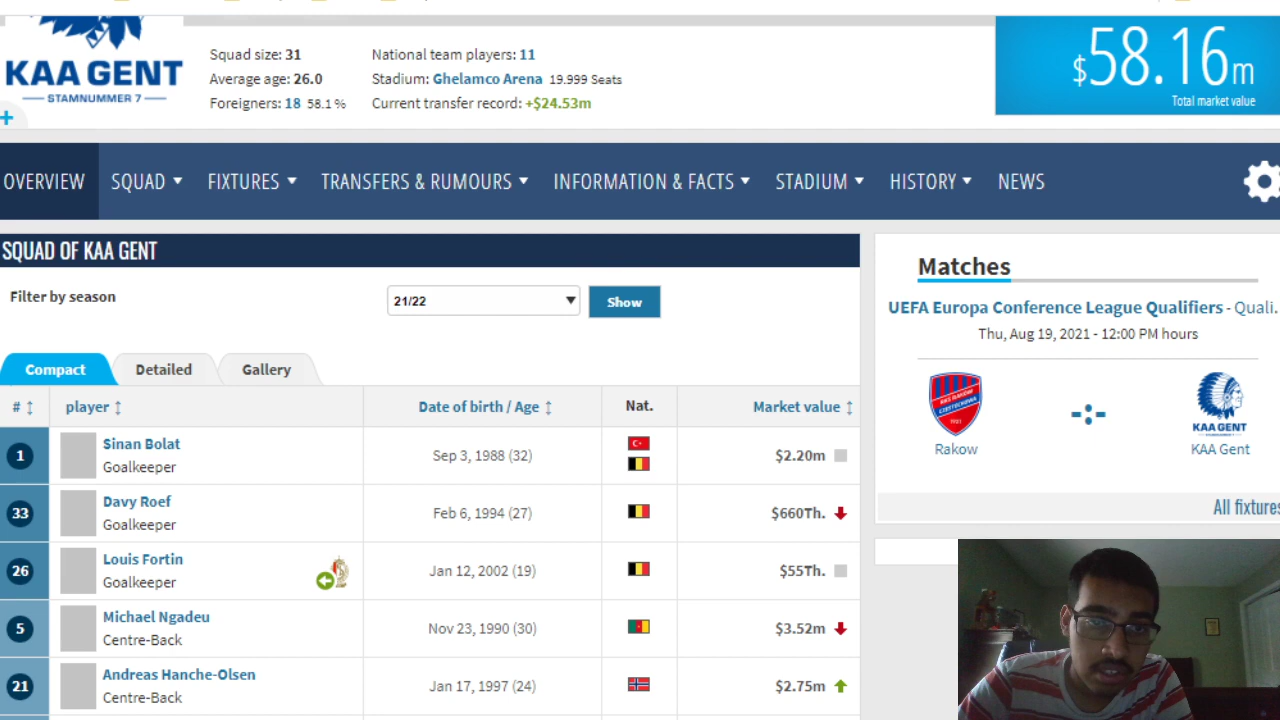 KAA GENT
STAMNUMMER 7
+
Squad size: 31
Average age: 26.0
Foreigners: 18 58.1 %
National team players: 11
Stadium: Ghelamco Arena 19.999 Seats
Current transfer record: +$24.53m
$58.16m
Total market value
OVERVIEW SQUAD FIXTURES TRANSFERS & RUMOURS INFORMATION & FACTS STADIUM HISTORY NEWS
SQUAD OF KAA GENT
Filter by season 21/22 Show
Compact Detailed Gallery
# player Date of birth / Age Nat. Market value
1 Sinan Bolat Sep 3, 1988 (32) $2.20m
Goalkeeper
33 Davy Roef Feb 6, 1994 (27) $660Th.
Goalkeeper
26 Louis Fortin Jan 12, 2002 (19) $55Th.
Goalkeeper
5 Michael Ngadeu Nov 23, 1990 (30) $3.52m
Centre-Back
21 Andreas Hanche-Olsen Jan 17, 1997 (24) $2.75m
Centre-Back
Matches
UEFA Europa Conference League Qualifiers - Quali.
Thu, Aug 19, 2021 - 12:00 PM hours
-:-
KAA GENT
Rakow KAA Gent
All fixtures